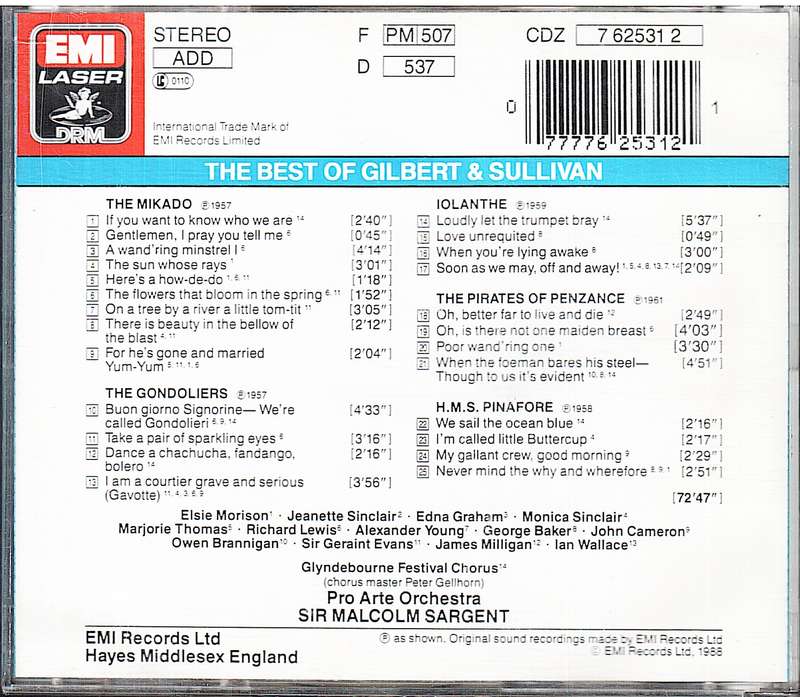 EMI
LASER
DRM
STEREO
ADD
LC 0110
International Trade Mark of
EMI Records Limited
F PM 507
D 537
CDZ 7 62531 2
0 77776 25312 1
THE BEST OF GILBERT & SULLIVAN
THE MIKADO ℗1957
1 If you want to know who we are 14 [2'40"]
2 Gentlemen, I pray you tell me 6 [0'45"]
3 A wand'ring minstrel I 6 [4'14"]
4 The sun whose rays 1 [3'01"]
5 Here's a how-de-do 1, 6, 11 [1'18"]
6 The flowers that bloom in the spring 6, 11 [1'52"]
7 On a tree by a river a little tom-tit 11 [3'05"]
8 There is beauty in the bellow of
the blast 4, 11 [2'12"]
9 For he's gone and married
Yum-Yum 5, 11, 1, 6 [2'04"]
THE GONDOLIERS ℗1957
10 Buon giorno Signorine—We're
called Gondolieri 6, 9, 14 [4'33"]
11 Take a pair of sparkling eyes 6 [3'16"]
12 Dance a chachucha, fandango,
bolero 14 [2'16"]
13 I am a courtier grave and serious
(Gavotte) 11, 4, 3, 6, 9 [3'56"]
IOLANTHE ℗1959
14 Loudly let the trumpet bray 14 [5'37"]
15 Love unrequited 8 [0'49"]
16 When you're lying awake 8 [3'00"]
17 Soon as we may, off and away! 1, 5, 4, 8, 13, 7, 14 [2'09"]
THE PIRATES OF PENZANCE ℗1961
18 Oh, better far to live and die 12 [2'49"]
19 Oh, is there not one maiden breast 6 [4'03"]
20 Poor wand'ring one 1 [3'30"]
21 When the foeman bares his steel— [4'51"]
Though to us it's evident 10, 8, 14
H.M.S. PINAFORE ℗1958
22 We sail the ocean blue 14 [2'16"]
23 I'm called little Buttercup 4 [2'17"]
24 My gallant crew, good morning 9 [2'29"]
25 Never mind the why and wherefore 8, 9, 1 [2'51"]
[72'47"]
Elsie Morison1 · Jeanette Sinclair2 · Edna Graham3 · Monica Sinclair4
Marjorie Thomas5 · Richard Lewis6 · Alexander Young7 · George Baker8 · John Cameron9
Owen Brannigan10 · Sir Geraint Evans11 · James Milligan12 · Ian Wallace13
Glyndebourne Festival Chorus14
(chorus master Peter Gellhorn)
Pro Arte Orchestra
SIR MALCOLM SARGENT
EMI Records Ltd
Hayes Middlesex England
℗ as shown. Original sound recordings made by EMI Records Ltd
© EMI Records Ltd, 1988